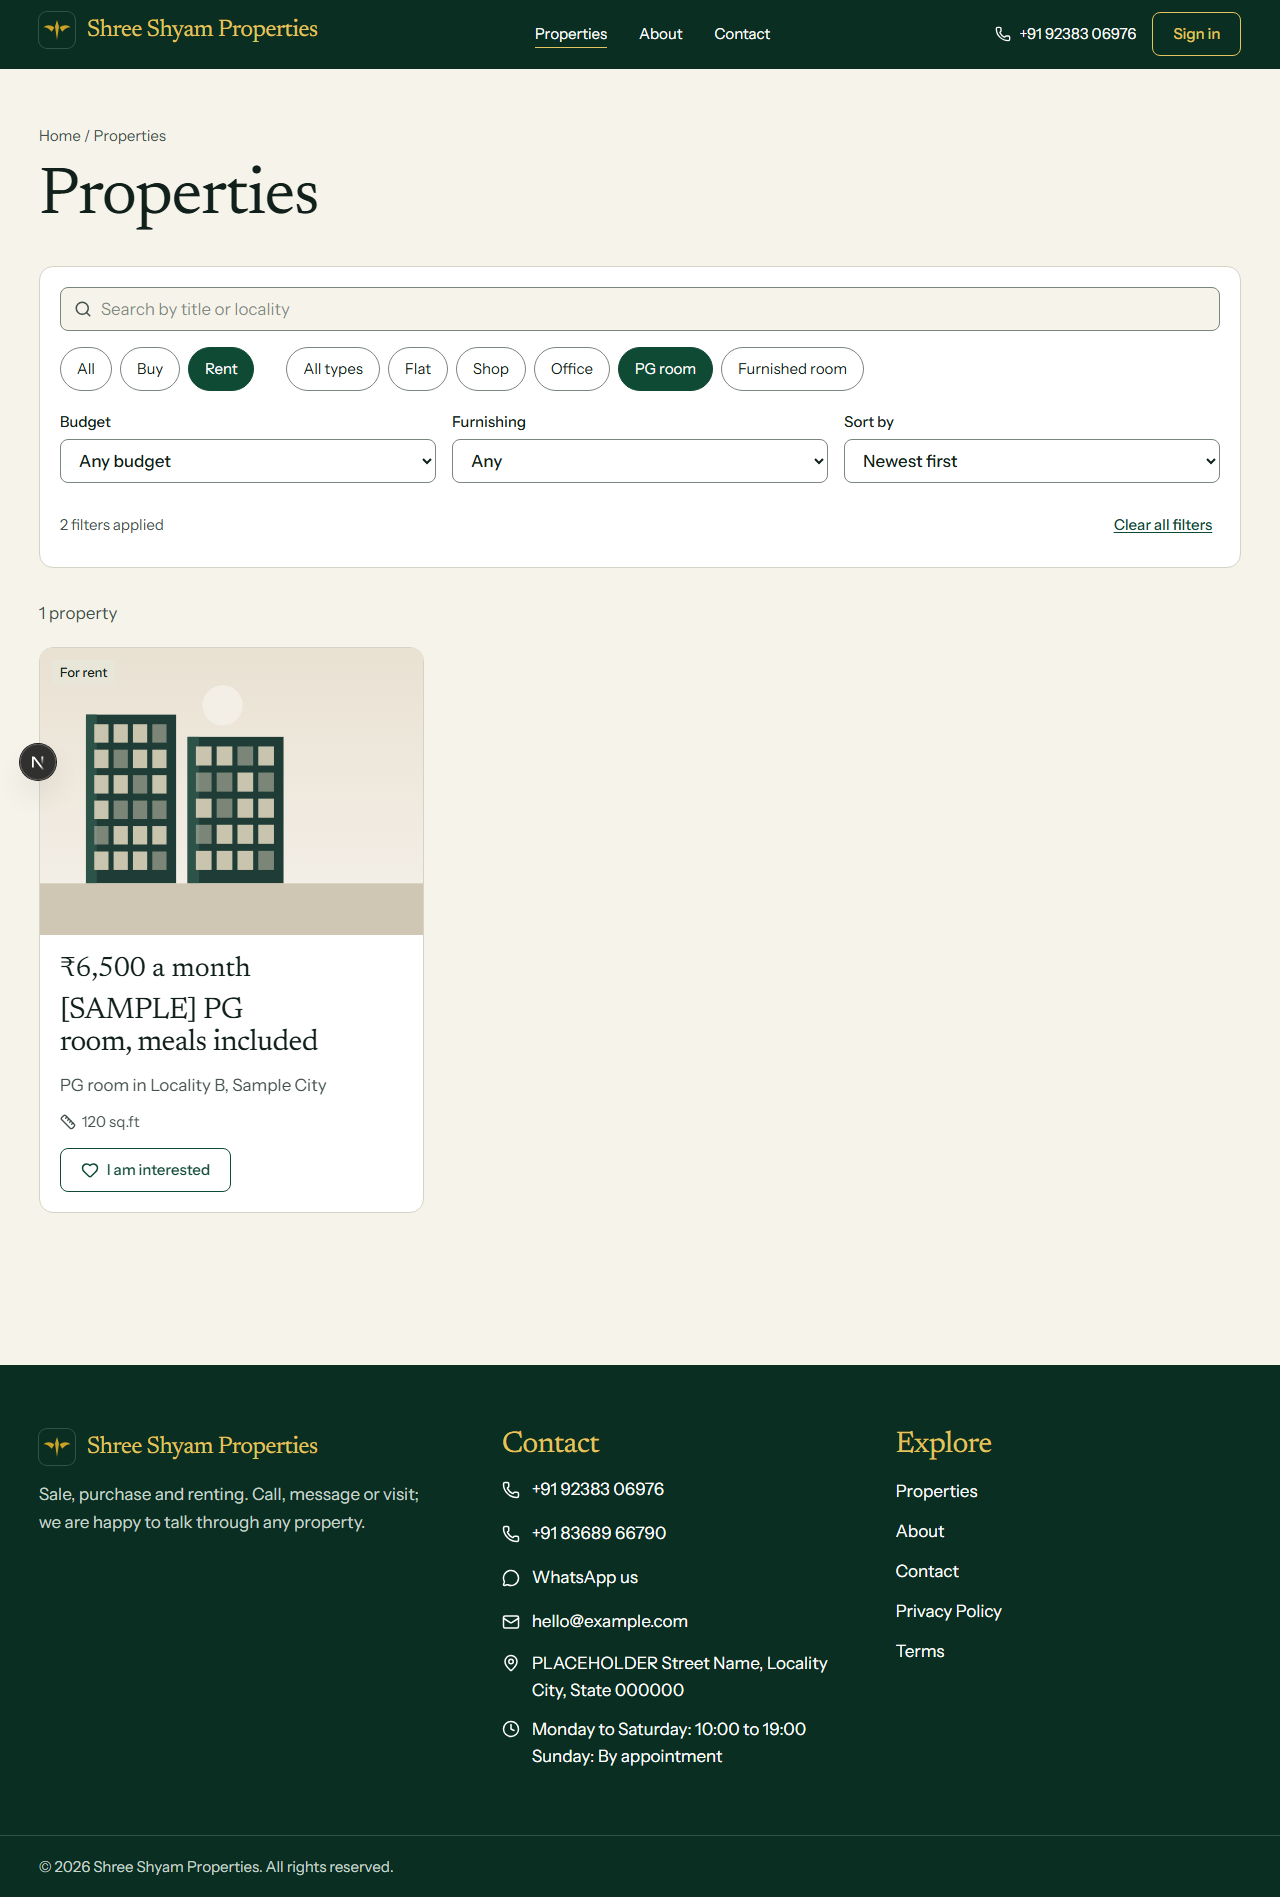 Shree Shyam Properties
Properties
About
Contact
+91 92383 06976
Sign in
Home / Properties
Properties
Search by title or locality
All
Buy
Rent
All types
Flat
Shop
Office
PG room
Furnished room
Budget
Furnishing
Sort by
Any budget
Any
Newest first
2 filters applied
Clear all filters
1 property
For rent
N
₹6,500 a month
[SAMPLE] PG
room, meals included
PG room in Locality B, Sample City
120 sq.ft
I am interested
Shree Shyam Properties
Sale, purchase and renting. Call, message or visit;
we are happy to talk through any property.
Contact
+91 92383 06976
+91 83689 66790
WhatsApp us
hello@example.com
PLACEHOLDER Street Name, Locality
City, State 000000
Monday to Saturday: 10:00 to 19:00
Sunday: By appointment
Explore
Properties
About
Contact
Privacy Policy
Terms
© 2026 Shree Shyam Properties. All rights reserved.